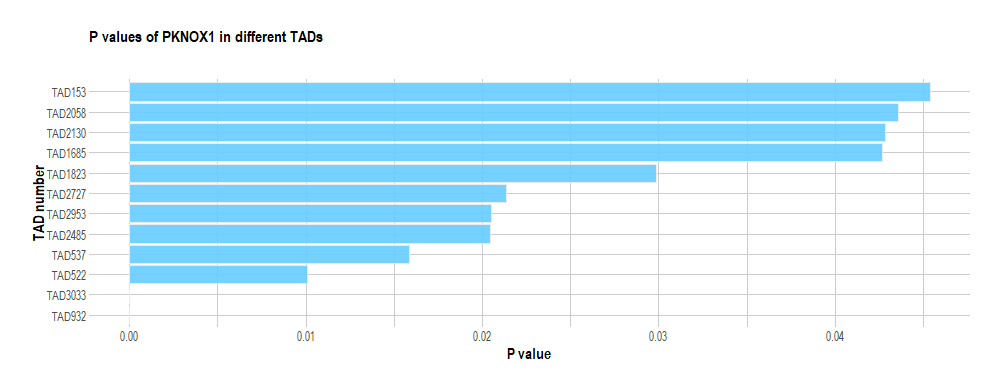 P values of PKNOX1 in different TADs
TAD number
TAD153
TAD2058
TAD2130
TAD1685
TAD1823
TAD2727
TAD2953
TAD2485
TAD537
TAD522
TAD3033
TAD932
0.00 0.01 0.02 0.03 0.04
P value